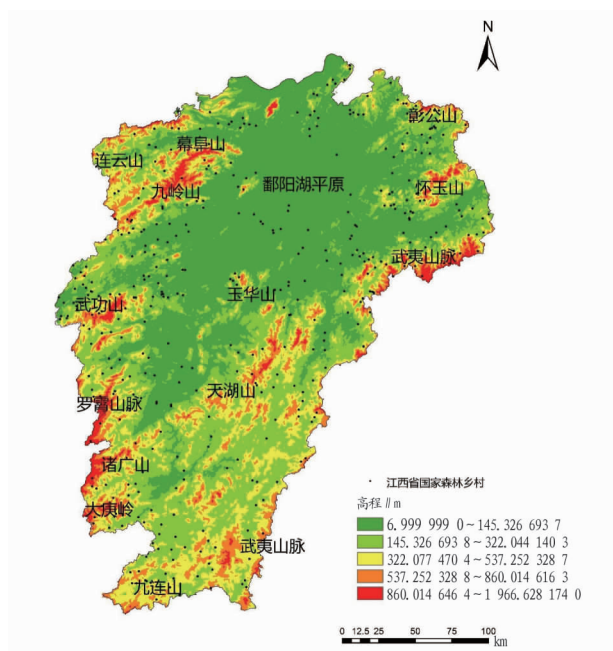 N
彰公山
幕阜山
连云山
九岭山
鄱阳湖平原
怀玉山
武夷山脉
玉华山
武功山
天湖山
罗霄山脉
诸广山
大庾岭
武夷山脉
九连山
江西省国家森林乡村
高程∥m
6.999 999 0~145.326 693 7
145.326 693 8~322.044 140 3
322.077 470 4~537.252 328 7
537.252 328 8~860.014 616 3
860.014 646 4~1 966.628 174 0
0 12.5 25 50 75 100
km